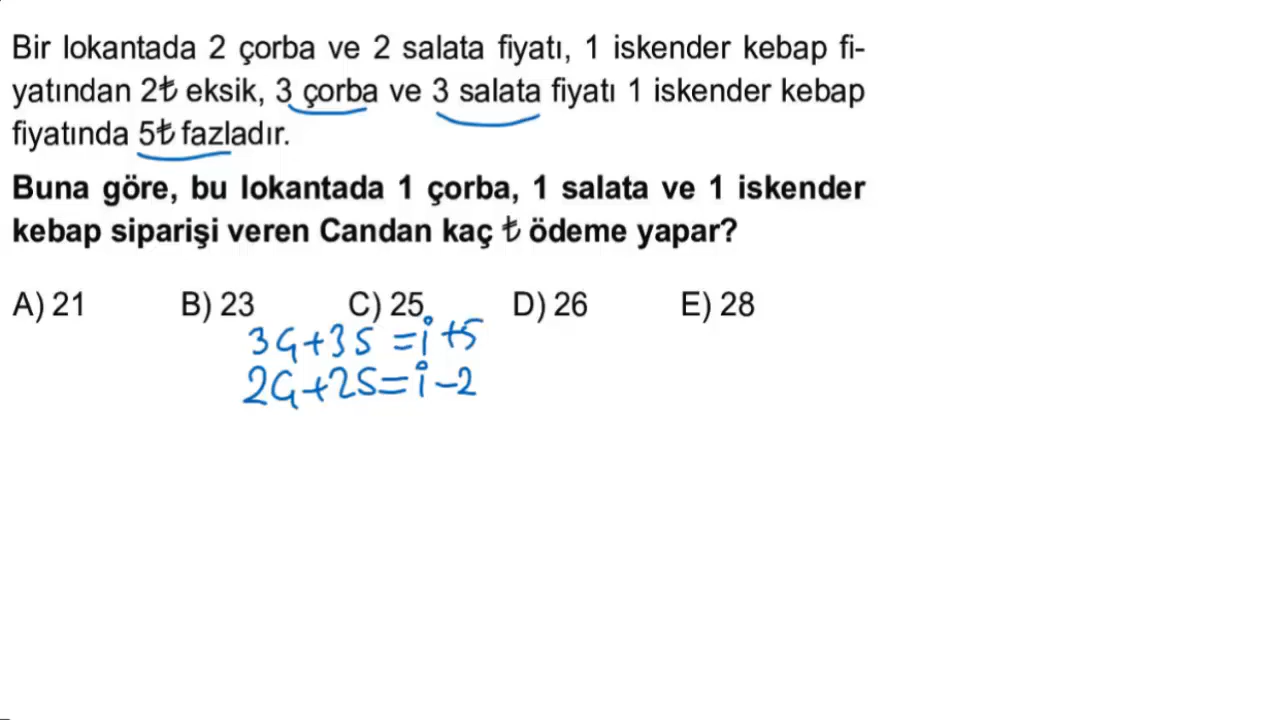 Bir lokantada 2 çorba ve 2 salata fiyatı, 1 iskender kebap fi-
yatından 2₺ eksik, 3 çorba ve 3 salata fiyatı 1 iskender kebap
fiyatında 5₺ fazladır.
Buna göre, bu lokantada 1 çorba, 1 salata ve 1 iskender
kebap siparişi veren Candan kaç ₺ ödeme yapar?
A) 21 B) 23 C) 25 D) 26 E) 28
3Ç+3S = i+5
2Ç+2S = i-2